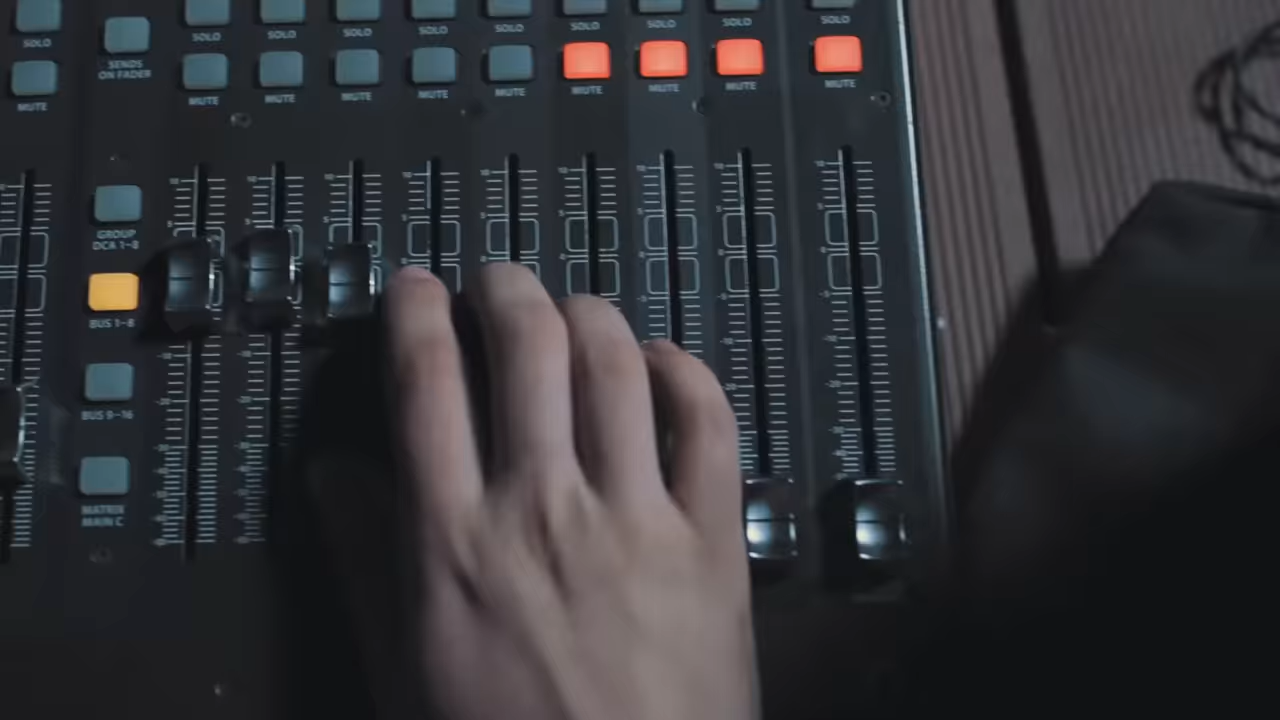 SOLO
SOLO
SOLO
SOLO
SOLO
SOLO
SOLO
SOLO
SOLO
SOLO
SENDS
ON FADER
MUTE
MUTE
MUTE
MUTE
MUTE
MUTE
MUTE
MUTE
MUTE
MUTE
GROUP
DCA 1-8
BUS 1-8
BUS 9-16
MATRIX
MAIN C